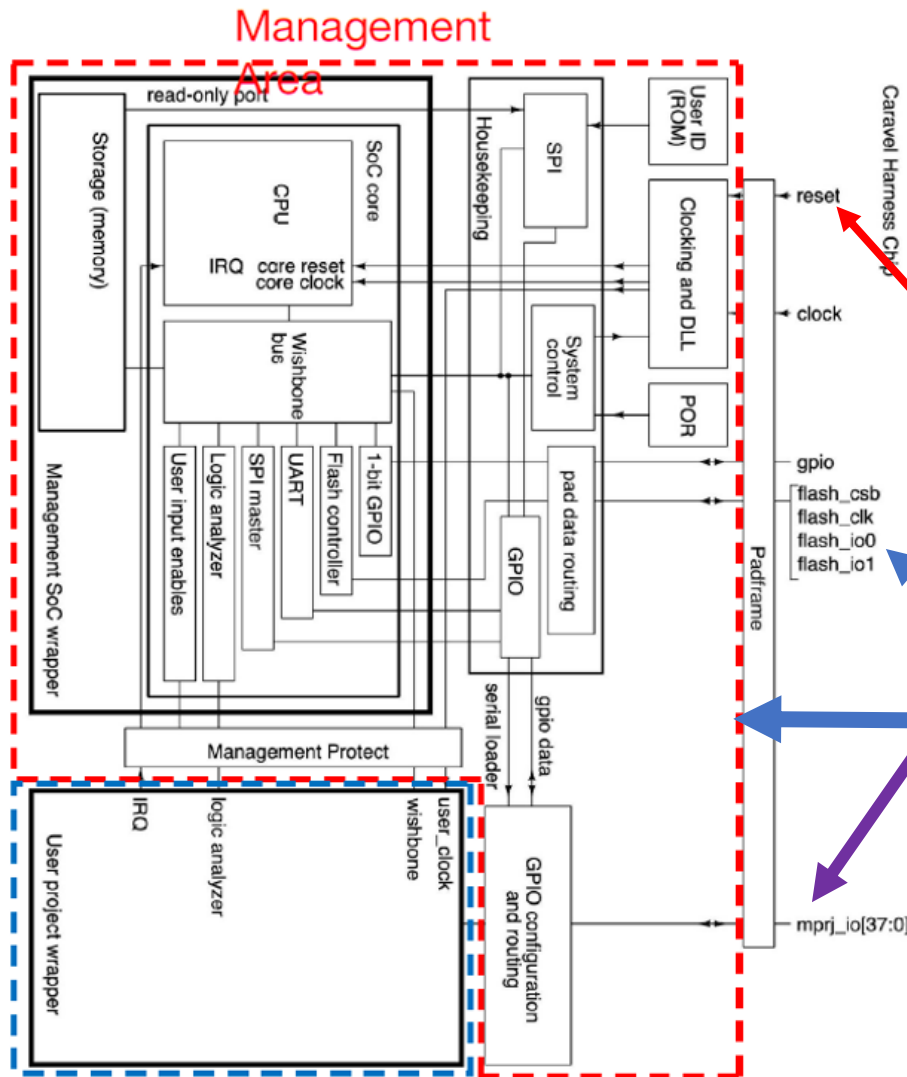 Management
Area
read-only port
Storage (memory)
SoC core
CPU
IRQ
core reset
core clock
Wishbone
bus
User input enables
Logic analyzer
SPI master
UART
Flash controller
1-bit GPIO
Management SoC wrapper
Housekeeping
SPI
User ID
(ROM)
Clocking and DLL
System
control
POR
pad data routing
GPIO
serial loader
gpio data
Management Protect
IRQ
logic analyzer
wishbone
user_clock
User project wrapper
GPIO configuration
and routing
Padframe
Caravel Harness Chip
reset
clock
gpio
flash_csb
flash_clk
flash_io0
flash_io1
mprj_io[37:0]